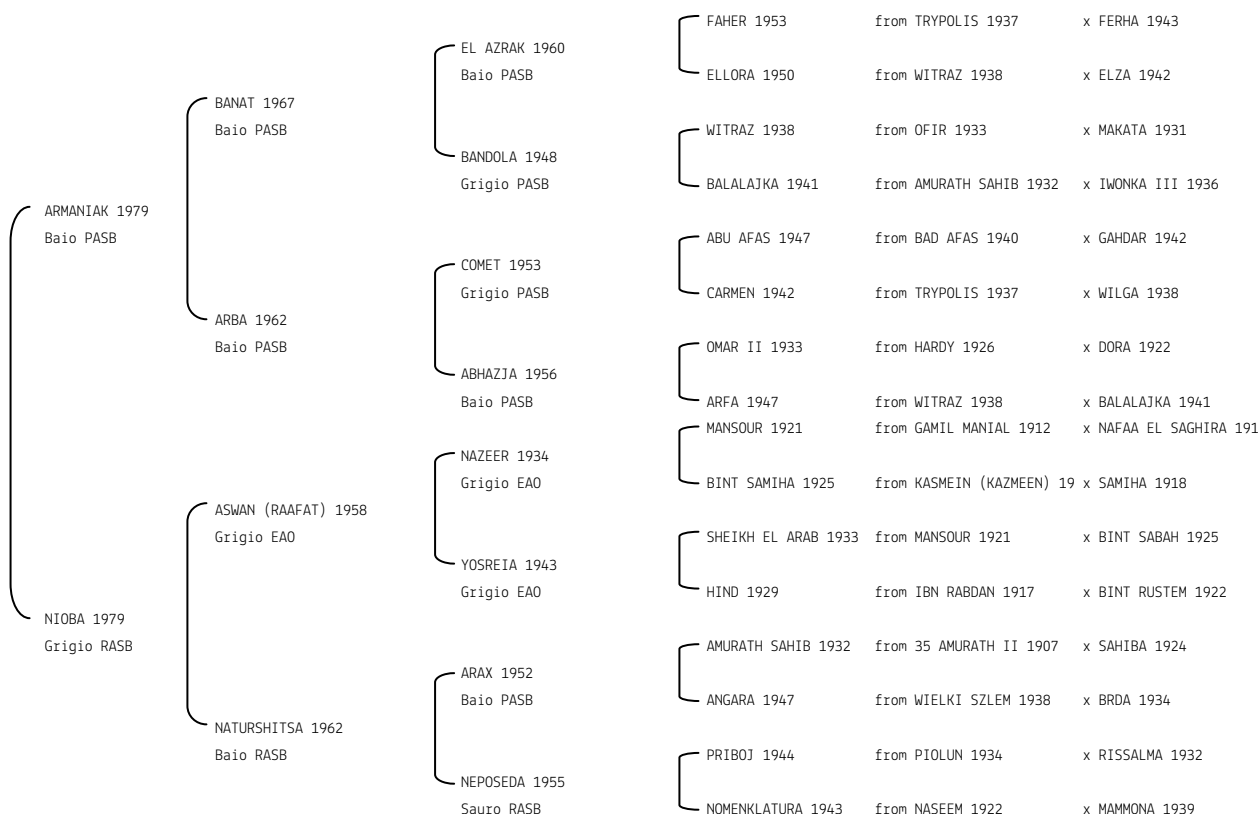 FAHER 1953 from TRYPOLIS 1937 x FERHA 1943
EL AZRAK 1960
Baio PASB
ELLORA 1950 from WITRAZ 1938 x ELZA 1942
BANAT 1967
Baio PASB
WITRAZ 1938 from OFIR 1933 x MAKATA 1931
BANDOLA 1948
Grigio PASB
BALALAJKA 1941 from AMURATH SAHIB 1932 x IWONKA III 1936
ARMANIAK 1979
Baio PASB
ABU AFAS 1947 from BAD AFAS 1940 x GAHDAR 1942
COMET 1953
Grigio PASB
CARMEN 1942 from TRYPOLIS 1937 x WILGA 1938
ARBA 1962
Baio PASB
OMAR II 1933 from HARDY 1926 x DORA 1922
ABHAZJA 1956
Baio PASB
ARFA 1947 from WITRAZ 1938 x BALALAJKA 1941
MANSOUR 1921 from GAMIL MANIAL 1912 x NAFAA EL SAGHIRA 191
NAZEER 1934
Grigio EAO
BINT SAMIHA 1925 from KASMEIN (KAZMEEN) 19 x SAMIHA 1918
ASWAN (RAAFAT) 1958
Grigio EAO
SHEIKH EL ARAB 1933 from MANSOUR 1921 x BINT SABAH 1925
YOSREIA 1943
Grigio EAO
HIND 1929 from IBN RABDAN 1917 x BINT RUSTEM 1922
NIOBA 1979
Grigio RASB
AMURATH SAHIB 1932 from 35 AMURATH II 1907 x SAHIBA 1924
ARAX 1952
Baio PASB
ANGARA 1947 from WIELKI SZLEM 1938 x BRDA 1934
NATURSHITSA 1962
Baio RASB
PRIBOJ 1944 from PIOLUN 1934 x RISSALMA 1932
NEPOSEDA 1955
Sauro RASB
NOMENKLATURA 1943 from NASEEM 1922 x MAMMONA 1939